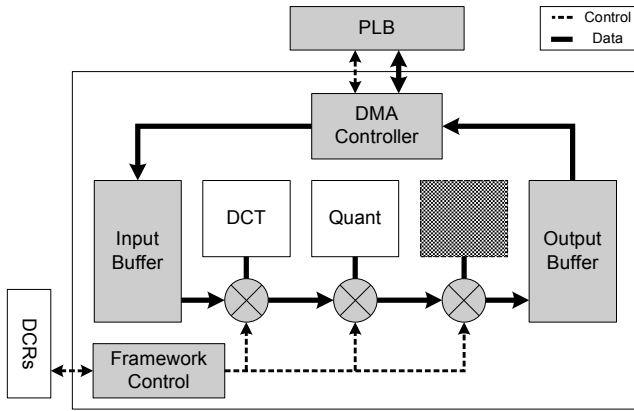 PLB
Control
Data
DMA
Controller
Input
Buffer
DCT
Quant
Output
Buffer
DCRs
Framework
Control